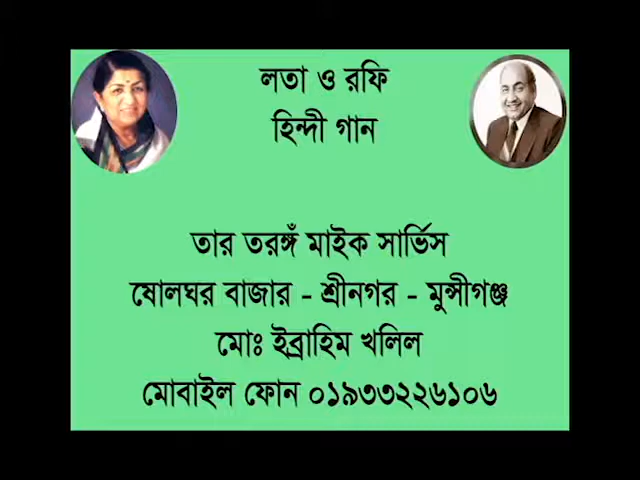 লতা ও রফি
হিন্দী গান
তার তরঙ্গঁ মাইক সার্ভিস
ষোলঘর বাজার - শ্রীনগর - মুন্সীগঞ্জ
মোঃ ইব্রাহিম খলিল
মোবাইল ফোন ০১৯৩৩২২৬১০৬